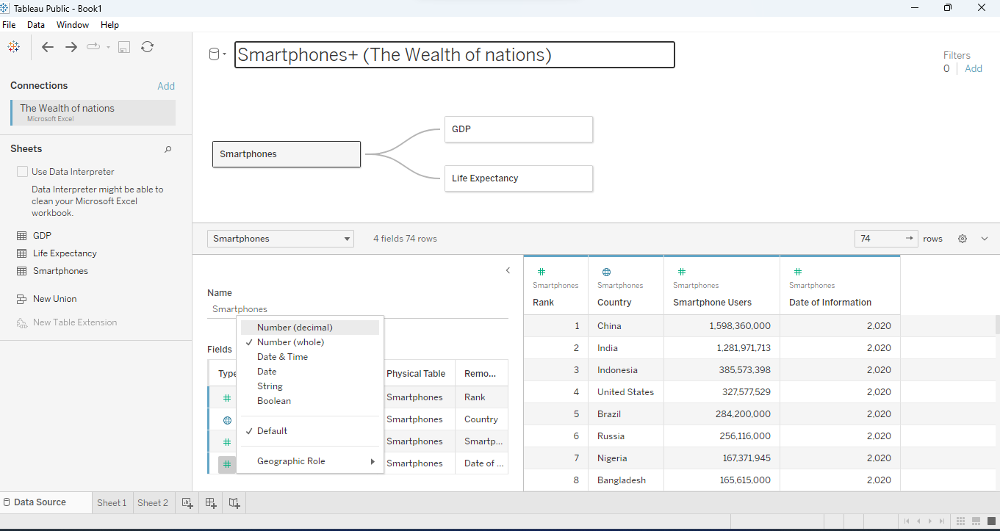 Tableau Public - Book1
File Data Window Help
Connections Add
The Wealth of nations
Microsoft Excel
Sheets
Use Data Interpreter
Data Interpreter might be able to
clean your Microsoft Excel
workbook.
GDP
Life Expectancy
Smartphones
New Union
New Table Extension
Smartphones+ (The Wealth of nations)
Filters
0 Add
Smartphones
GDP
Life Expectancy
Smartphones 4 fields 74 rows 74 rows
Name
Smartphones
Fields
Type Physical Table Remo...
Smartphones Rank
Smartphones Country
Smartphones Smartp...
Smartphones Date of ...
Number (decimal)
Number (whole)
Date & Time
Date
String
Boolean
Default
Geographic Role
Smartphones Smartphones Smartphones Smartphones
Rank Country Smartphone Users Date of Information
1 China 1,598,360,000 2,020
2 India 1,281,971,713 2,020
3 Indonesia 385,573,398 2,020
4 United States 327,577,529 2,020
5 Brazil 284,200,000 2,020
6 Russia 256,116,000 2,020
7 Nigeria 167,371,945 2,020
8 Bangladesh 165,615,000 2,020
Data Source Sheet 1 Sheet 2